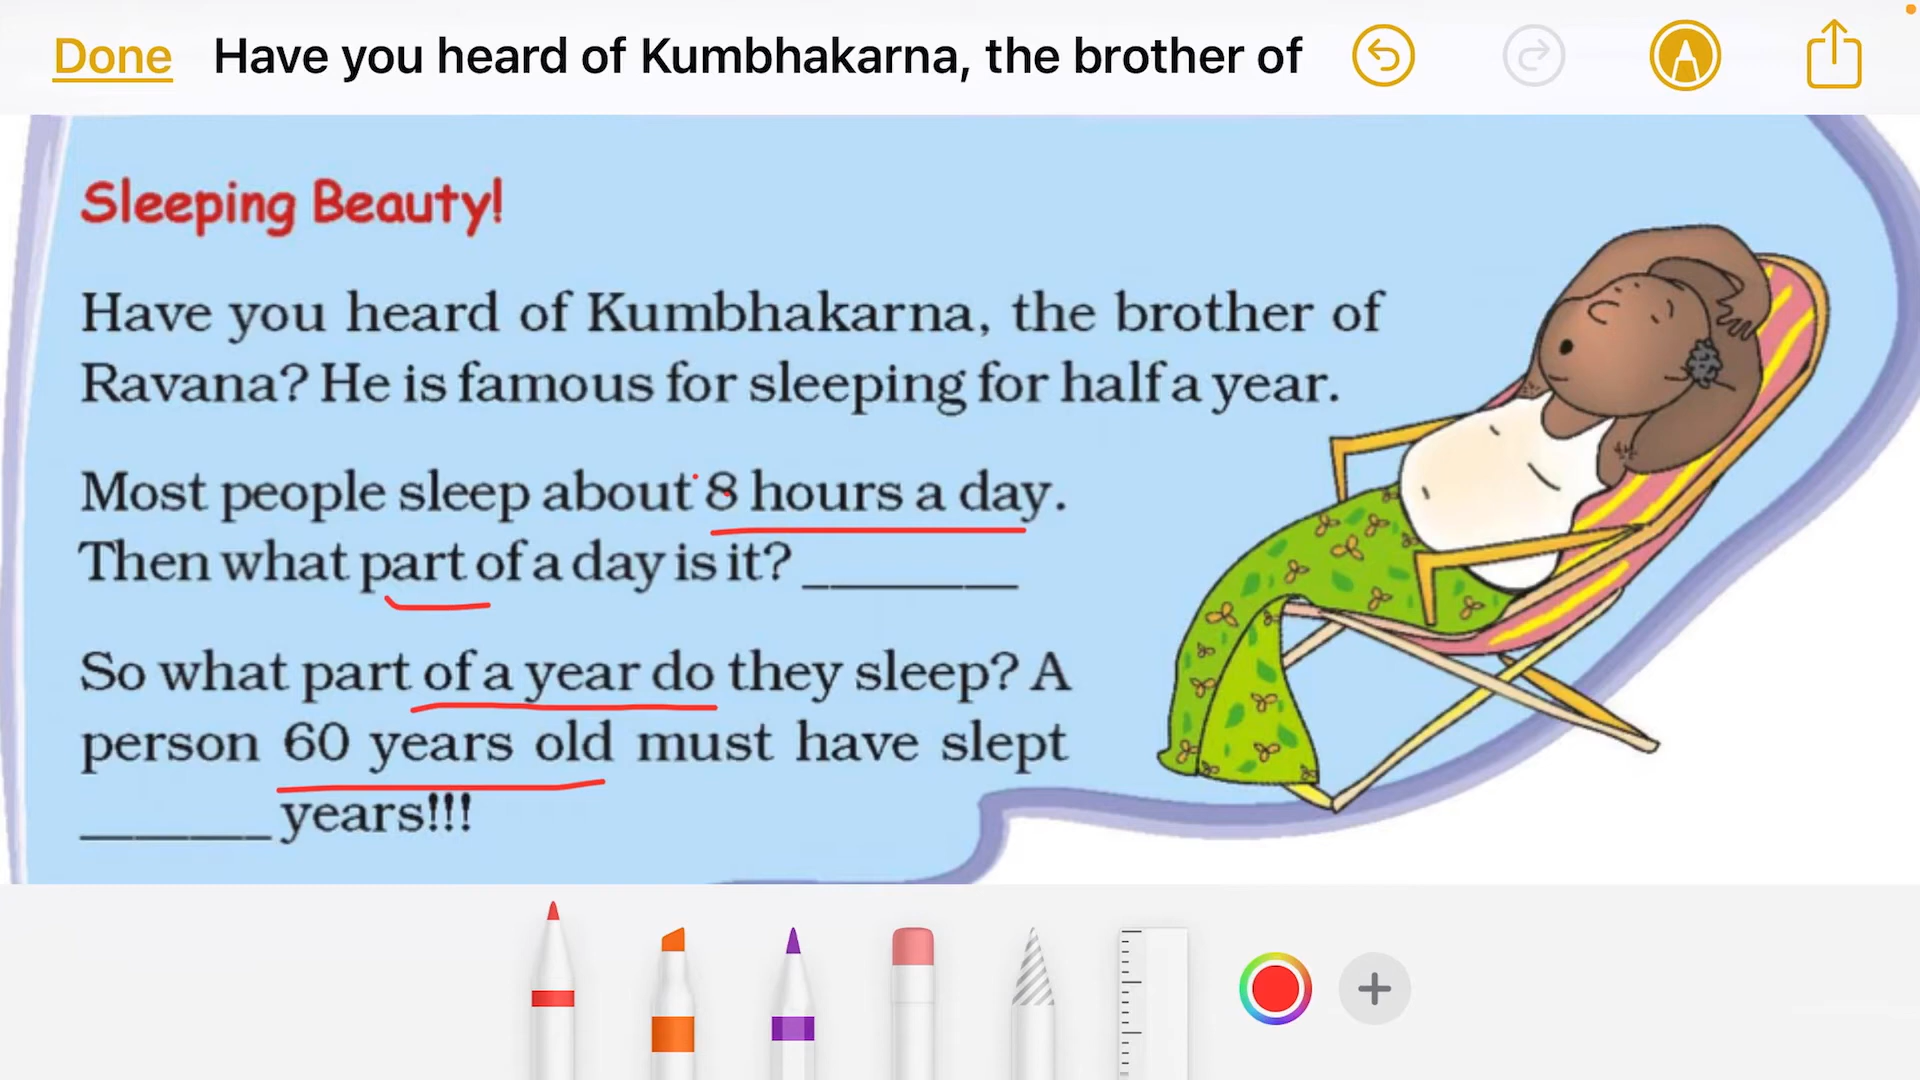 Done Have you heard of Kumbhakarna, the brother of
Sleeping Beauty!
Have you heard of Kumbhakarna, the brother of
Ravana? He is famous for sleeping for half a year.
Most people sleep about 8 hours a day.
Then what part of a day is it? ________
So what part of a year do they sleep? A
person 60 years old must have slept
_______ years!!!